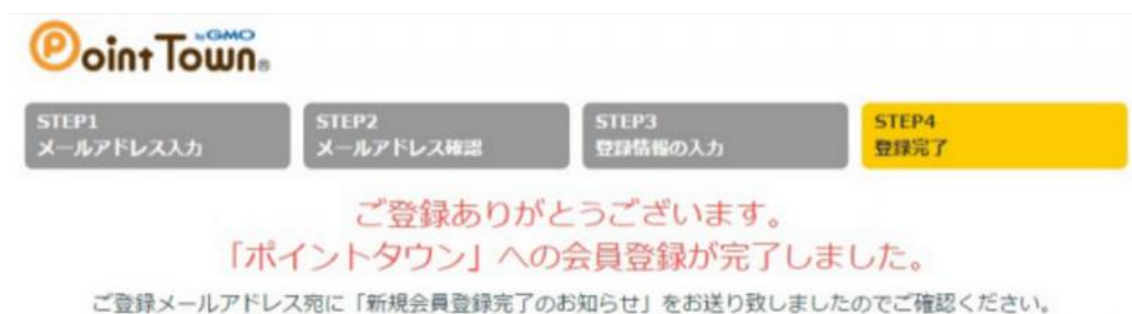 by GMO
Point Town®
STEP1
メールアドレス入力
STEP2
メールアドレス確認
STEP3
登録情報の入力
STEP4
登録完了
ご登録ありがとうございます。
「ポイントタウン」への会員登録が完了しました。
ご登録メールアドレス宛に「新規会員登録完了のお知らせ」をお送り致しましたのでご確認ください。